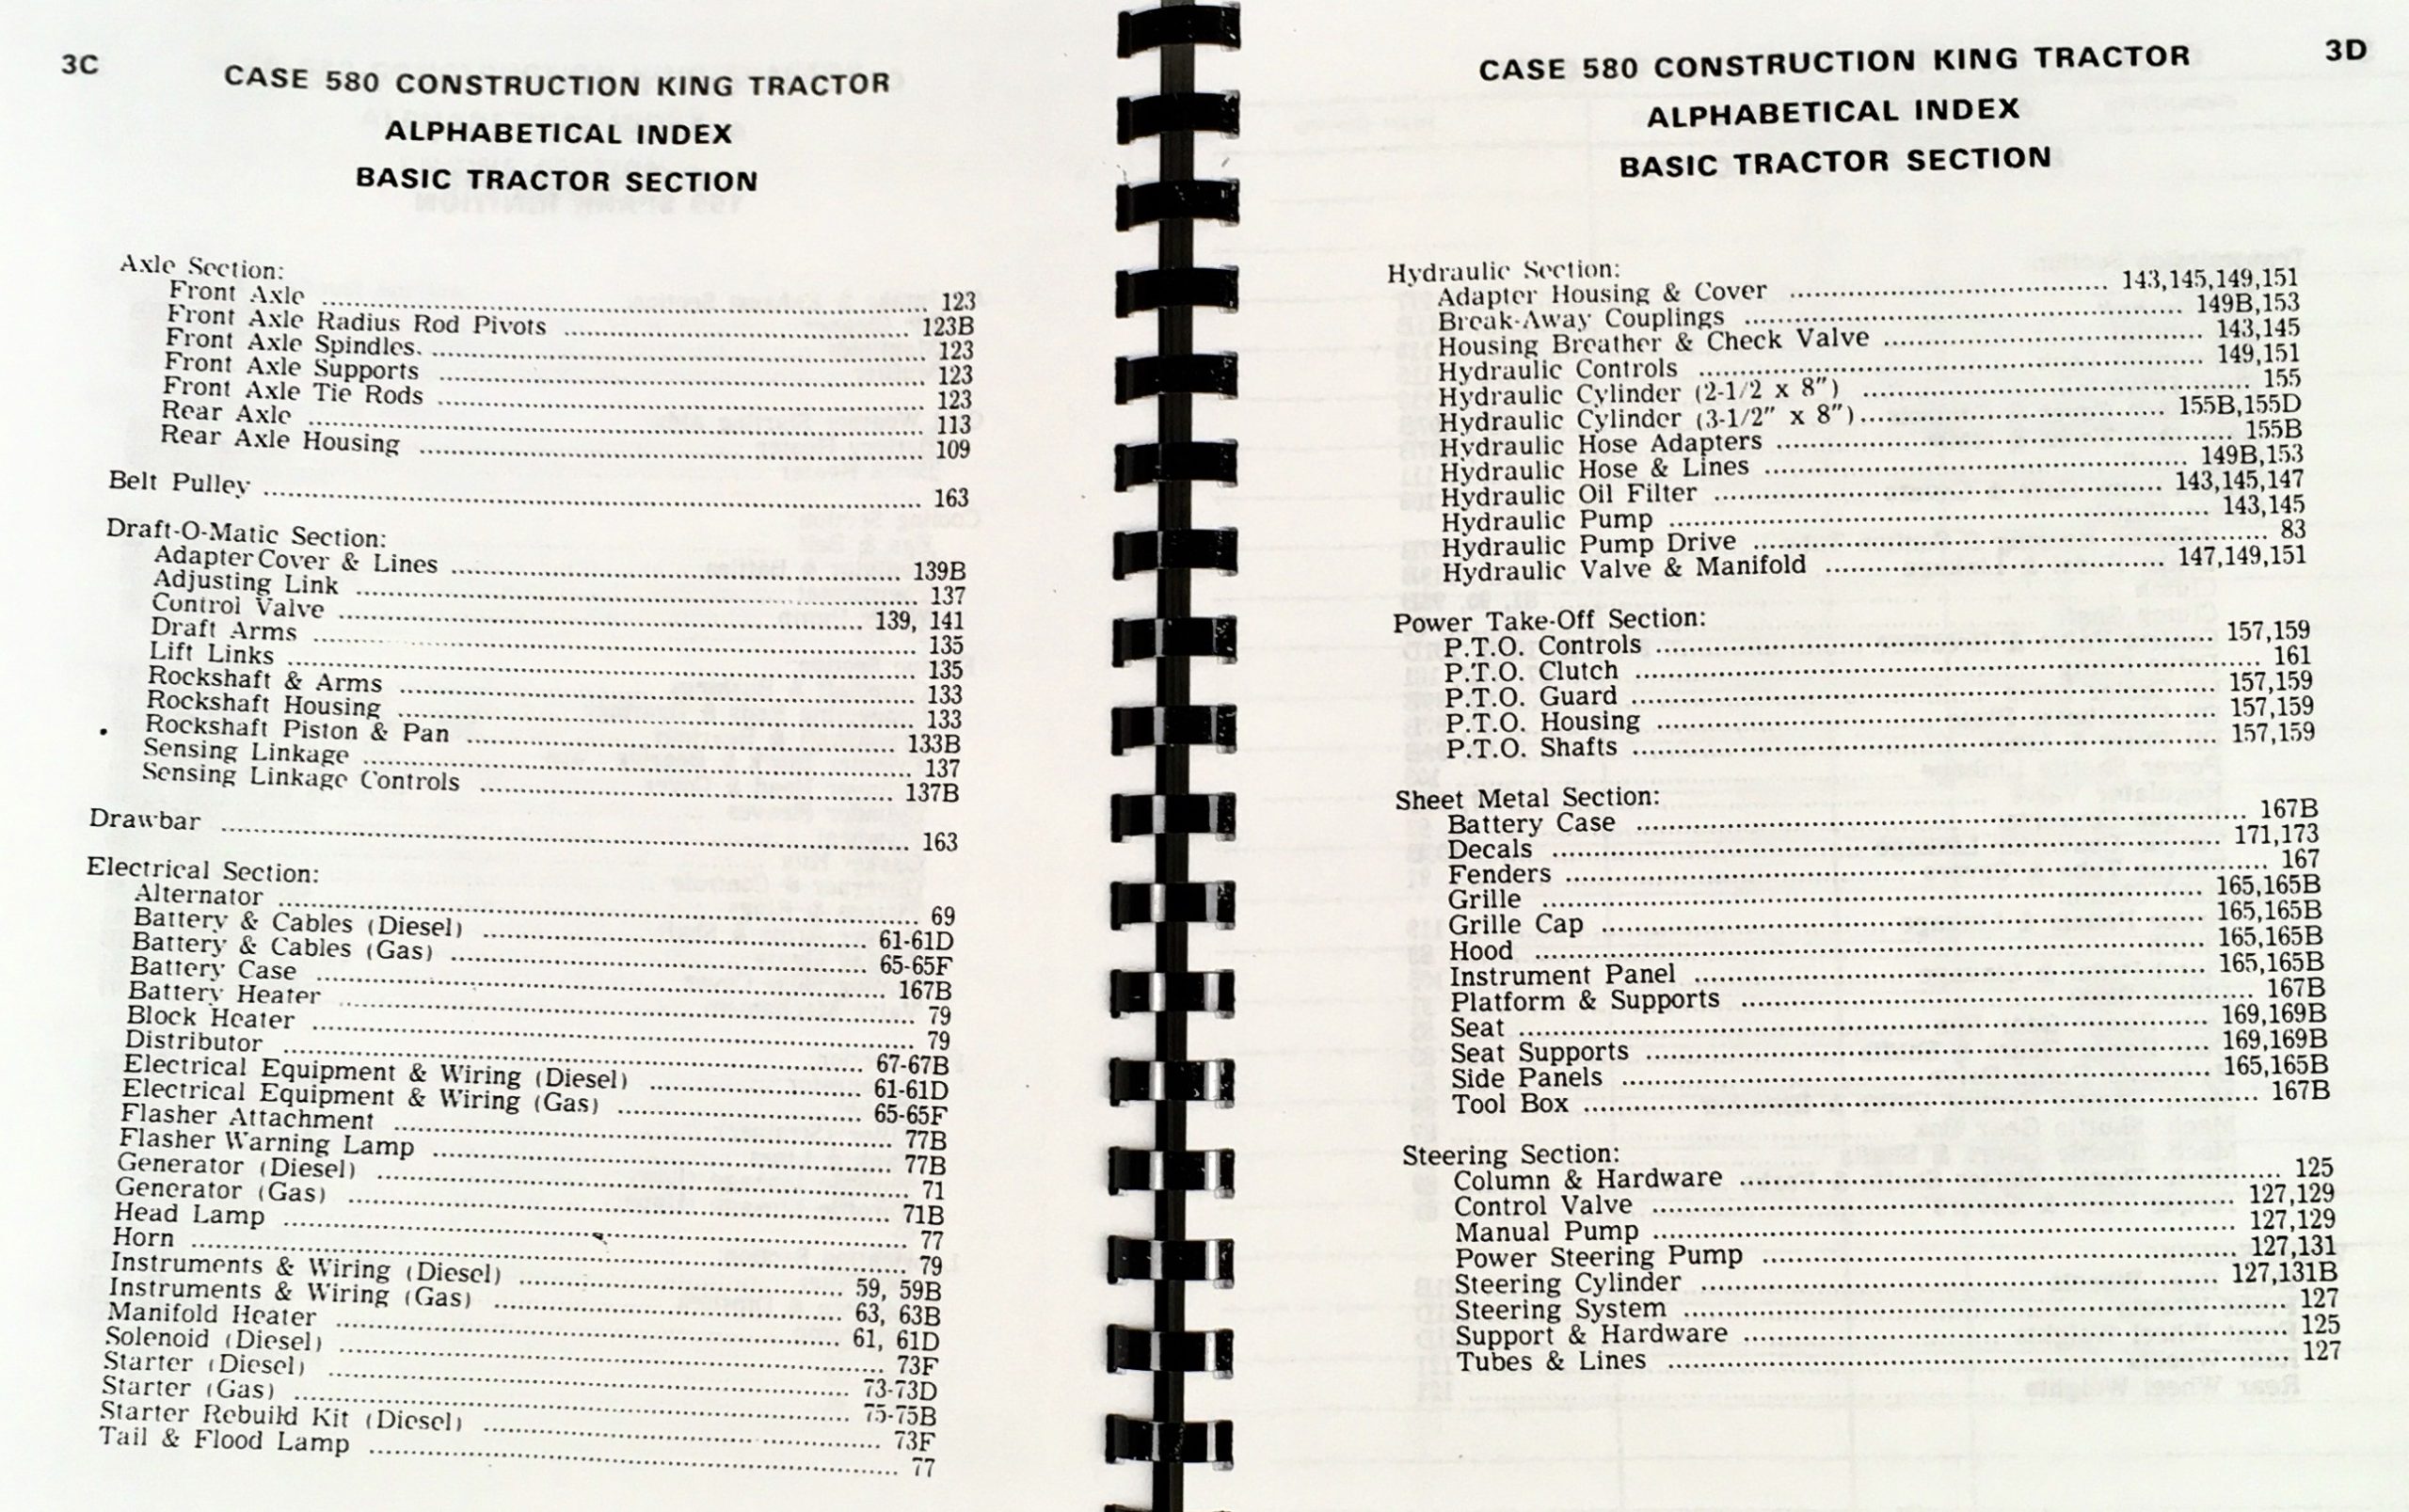 3C
CASE 580 CONSTRUCTION KING TRACTOR
ALPHABETICAL INDEX
BASIC TRACTOR SECTION
Axle Section:
Front Axle ........ 123
Front Axle Radius Rod Pivots ........ 123B
Front Axle Spindles. ........ 123
Front Axle Supports ........ 123
Front Axle Tie Rods ........ 123
Rear Axle ........ 113
Rear Axle Housing ........ 109
Belt Pulley ........ 163
Draft-O-Matic Section:
Adapter Cover & Lines ........ 139B
Adjusting Link ........ 137
Control Valve ........ 139, 141
Draft Arms ........ 135
Lift Links ........ 135
Rockshaft & Arms ........ 133
Rockshaft Housing ........ 133
Rockshaft Piston & Pan ........ 133B
Sensing Linkage ........ 137
Sensing Linkage Controls ........ 137B
Drawbar ........ 163
Electrical Section:
Alternator ........ 69
Battery & Cables (Diesel) ........ 61-61D
Battery & Cables (Gas) ........ 65-65F
Battery Case ........ 167B
Battery Heater ........ 79
Block Heater ........ 79
Distributor ........ 67-67B
Electrical Equipment & Wiring (Diesel) ........ 61-61D
Electrical Equipment & Wiring (Gas) ........ 65-65F
Flasher Attachment ........ 77B
Flasher Warning Lamp ........ 77B
Generator (Diesel) ........ 71
Generator (Gas) ........ 71B
Head Lamp ........ 77
Horn ........ 79
Instruments & Wiring (Diesel) ........ 59, 59B
Instruments & Wiring (Gas) ........ 63, 63B
Manifold Heater ........ 61, 61D
Solenoid (Diesel) ........ 73F
Starter (Diesel) ........ 73-73D
Starter (Gas) ........ 75-75B
Starter Rebuild Kit (Diesel) ........ 73F
Tail & Flood Lamp ........ 77
3D
CASE 580 CONSTRUCTION KING TRACTOR
ALPHABETICAL INDEX
BASIC TRACTOR SECTION
Hydraulic Section:
Adapter Housing & Cover ........ 143,145,149,151
Break-Away Couplings ........ 149B,153
Housing Breather & Check Valve ........ 143,145
Hydraulic Controls ........ 149,151
Hydraulic Cylinder (2-1/2 x 8") ........ 155
Hydraulic Cylinder (3-1/2" x 8") ........ 155B,155D
Hydraulic Hose Adapters ........ 155B
Hydraulic Hose & Lines ........ 149B,153
Hydraulic Oil Filter ........ 143,145,147
Hydraulic Pump ........ 143,145
Hydraulic Pump Drive ........ 83
Hydraulic Valve & Manifold ........ 147,149,151
Power Take-Off Section:
P.T.O. Controls ........ 157,159
P.T.O. Clutch ........ 161
P.T.O. Guard ........ 157,159
P.T.O. Housing ........ 157,159
P.T.O. Shafts ........ 157,159
Sheet Metal Section:
Battery Case ........ 167B
Decals ........ 171,173
Fenders ........ 167
Grille ........ 165,165B
Grille Cap ........ 165,165B
Hood ........ 165,165B
Instrument Panel ........ 165,165B
Platform & Supports ........ 167B
Seat ........ 169,169B
Seat Supports ........ 169,169B
Side Panels ........ 165,165B
Tool Box ........ 167B
Steering Section:
Column & Hardware ........ 125
Control Valve ........ 127,129
Manual Pump ........ 127,129
Power Steering Pump ........ 127,131
Steering Cylinder ........ 127,131B
Steering System ........ 127
Support & Hardware ........ 125
Tubes & Lines ........ 127